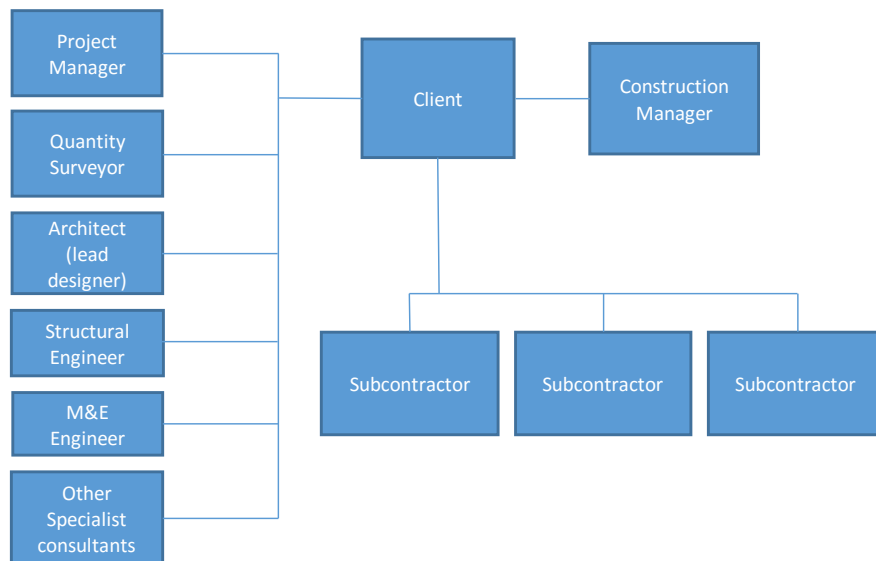 Project
Manager
Client
Construction
Manager
Quantity
Surveyor
Architect
(lead
designer)
Structural
Engineer
Subcontractor
Subcontractor
Subcontractor
M&E
Engineer
Other
Specialist
consultants